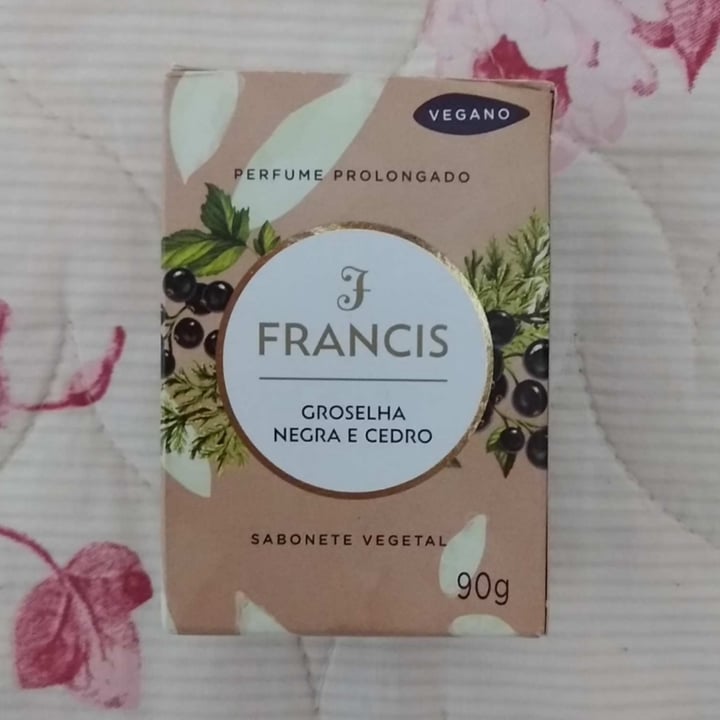 VEGANO
PERFUME PROLONGADO
F
FRANCIS
GROSELHA
NEGRA E CEDRO
SABONETE VEGETAL
90g